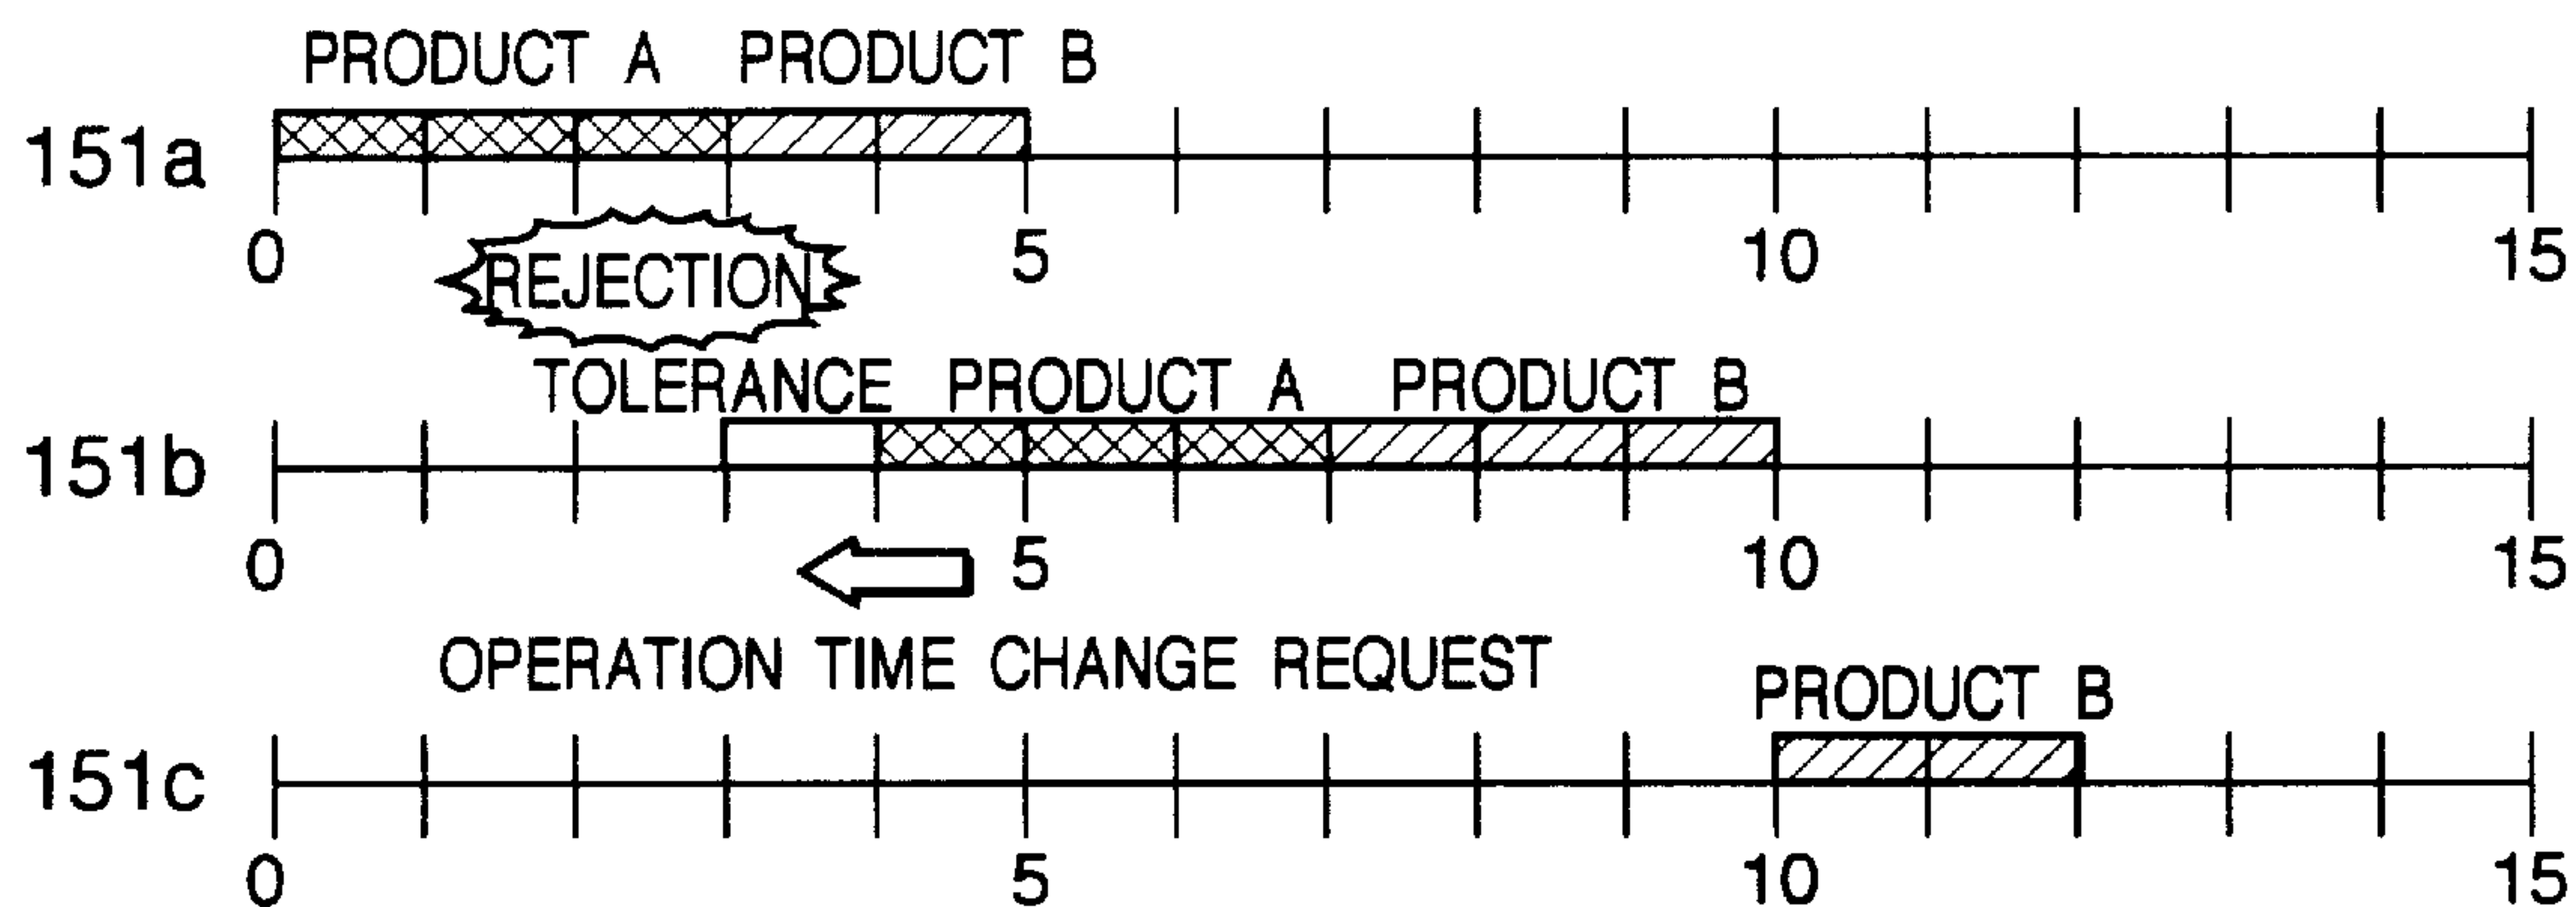 PRODUCT A PRODUCT B
151a
0 5 10 15
REJECTION
TOLERANCE PRODUCT A PRODUCT B
151b
0 5 10 15
OPERATION TIME CHANGE REQUEST
PRODUCT B
151c
0 5 10 15